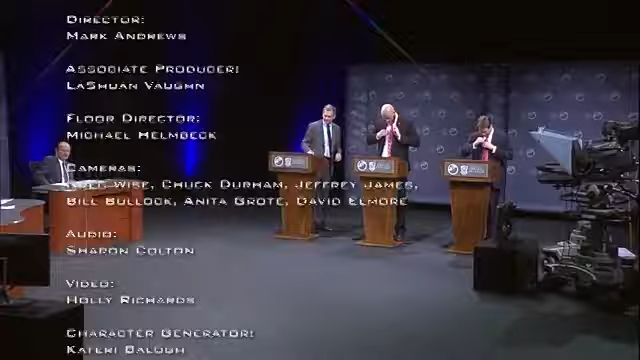 Director:
Mark Andrews
Associate Producer:
LaShuan Vaughn
Floor Director:
Michael Helmbeck
Cameras:
Wise, Chuck Durham, Jeffrey James,
Bill Bullock, Anita Grote, David Elmore
Audio:
Sharon Colton
Video:
Holly Richards
Character Generator:
Kateri Balogh